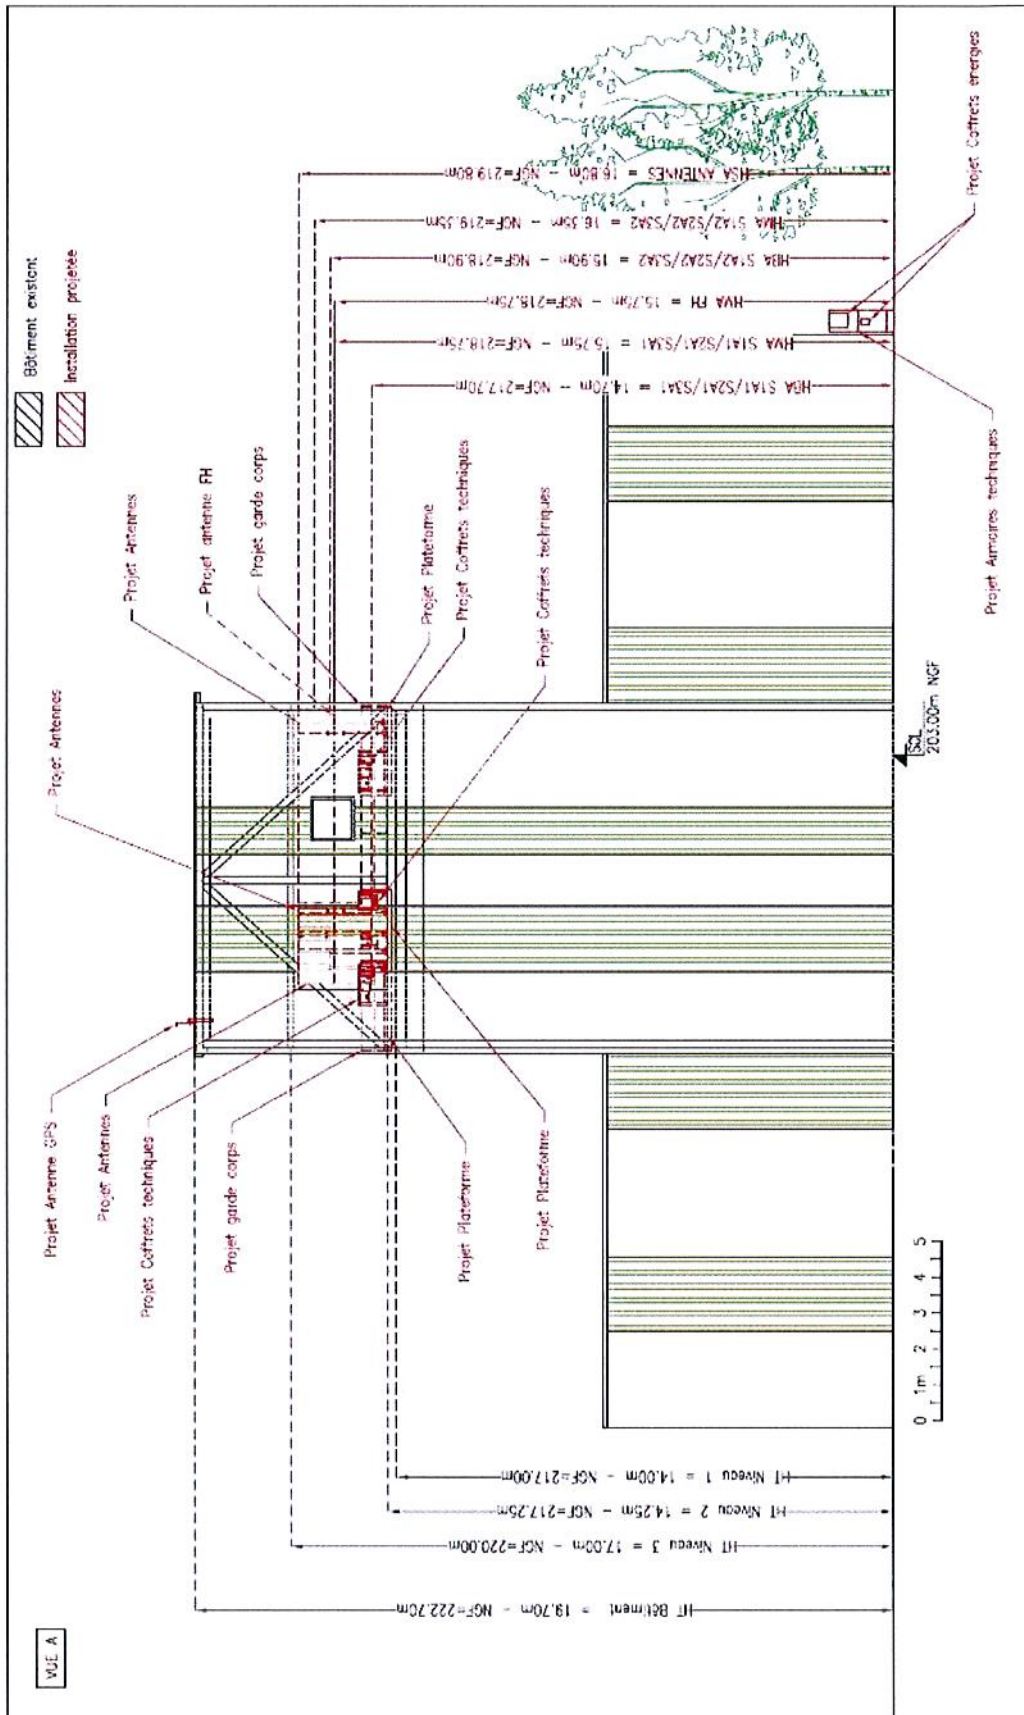 VUE A
Bâtiment existant
Installation projetée
Projet Antenne GPS
Projet Antennes
Projet Coffrets techniques
Projet garde corps
Projet Plateforme
Projet Plateforme
Projet Antennes
Projet Antennes
Projet antenne FH
Projet garde corps
Projet Plateforme
Projet Coffrets techniques
Projet Coffrets techniques
HT Bâtiment = 19.70m - NGF=222.70m
HT Niveau 3 = 17.00m - NGF=220.00m
HT Niveau 2 = 14.25m - NGF=217.25m
HT Niveau 1 = 14.00m - NGF=217.00m
HBA S1A1/S2A1/S3A1 = 14.70m - NGF=217.70m
HMA S1A1/S2A1/S3A1 = 15.75m - NGF=218.75m
HMA FH = 15.75m - NGF=218.75m
HBA S1A2/S2A2/S3A2 = 15.90m - NGF=218.90m
HMA S1A2/S2A2/S3A2 = 16.35m - NGF=219.35m
HSA ANTENNES = 16.80m - NGF=219.80m
Projet Armoires techniques
Projet Coffrets energies
SOL
203.00m NGF
0 1m 2 3 4 5